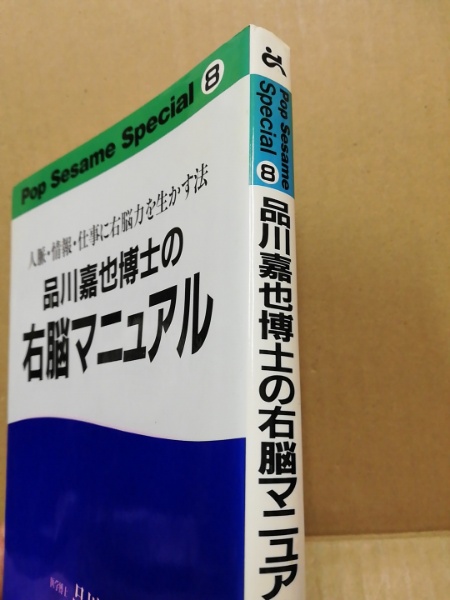 Pop Sesame Special 8
人脈・情報・仕事に右脳力を生かす法
品川嘉也博士の
右脳マニュアル
Pop Sesame
Special 8
品川嘉也博士の右脳マニュア